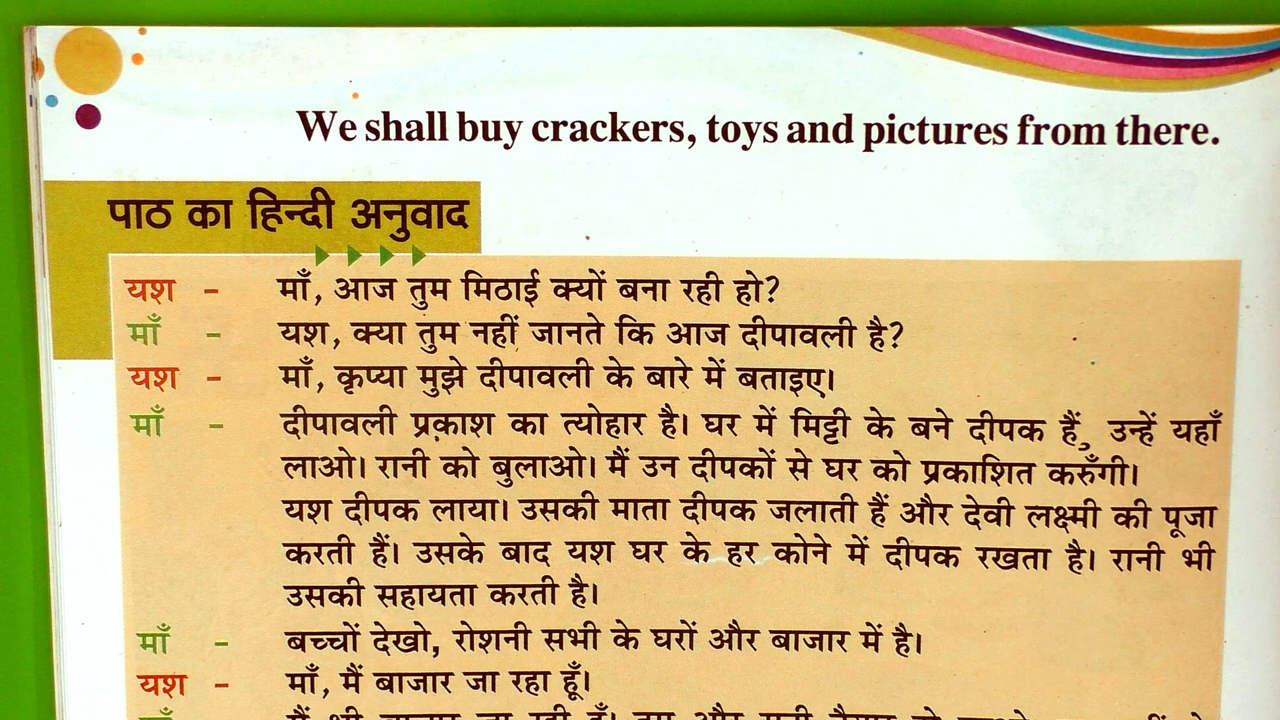 We shall buy crackers, toys and pictures from there.
पाठ का हिन्दी अनुवाद
यश - माँ, आज तुम मिठाई क्यों बना रही हो?
माँ - यश, क्या तुम नहीं जानते कि आज दीपावली है?
यश - माँ, कृप्या मुझे दीपावली के बारे में बताइए।
माँ - दीपावली प्रकाश का त्योहार है। घर में मिट्टी के बने दीपक हैं, उन्हें यहाँ
लाओ। रानी को बुलाओ। मैं उन दीपकों से घर को प्रकाशित करुँगी।
यश दीपक लाया। उसकी माता दीपक जलाती हैं और देवी लक्ष्मी की पूजा
करती हैं। उसके बाद यश घर के हर कोने में दीपक रखता है। रानी भी
उसकी सहायता करती है।
माँ - बच्चों देखो, रोशनी सभी के घरों और बाजार में है।
यश - माँ, मैं बाजार जा रहा हूँ।